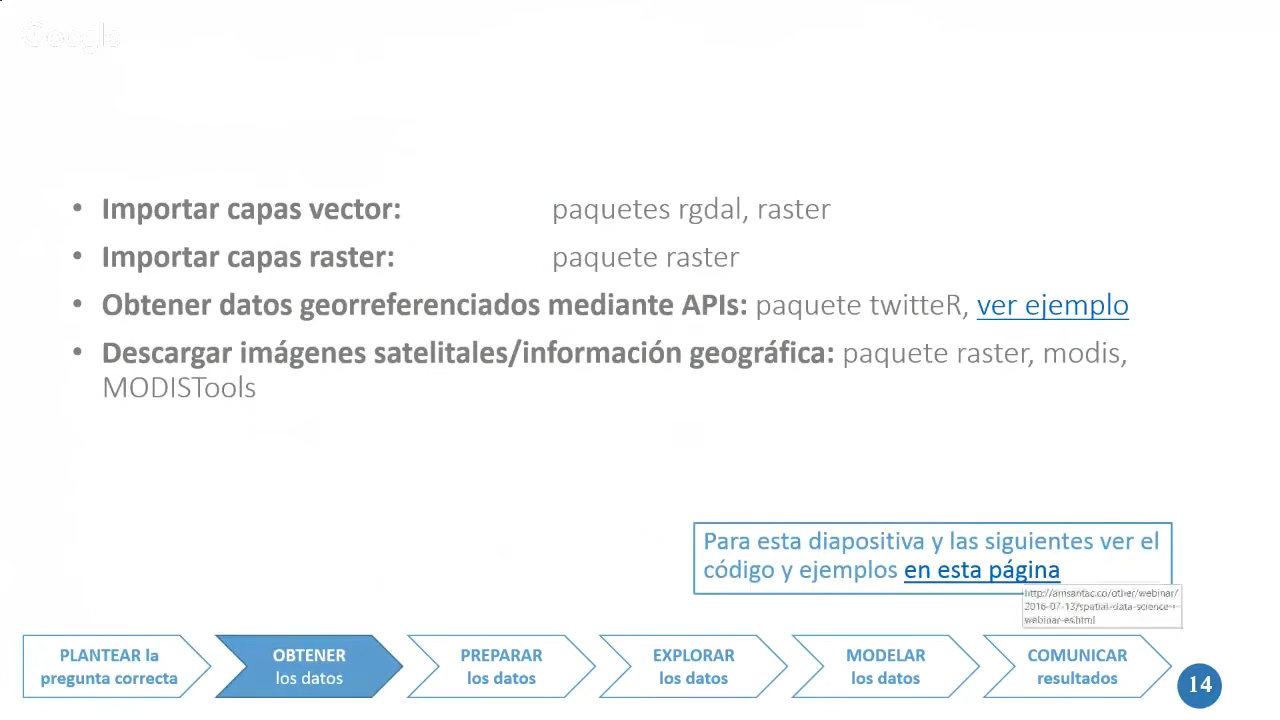 Google
• Importar capas vector: paquetes rgdal, raster
• Importar capas raster: paquete raster
• Obtener datos georreferenciados mediante APIs: paquete twitteR, ver ejemplo
• Descargar imágenes satelitales/información geográfica: paquete raster, modis,
MODISTools
Para esta diapositiva y las siguientes ver el
código y ejemplos en esta página
http://amsantac.co/other/webinar/
2016-07-13/spatial-data-science-r-
webinar-es.html
PLANTEAR la
pregunta correcta
OBTENER
los datos
PREPARAR
los datos
EXPLORAR
los datos
MODELAR
los datos
COMUNICAR
resultados
14